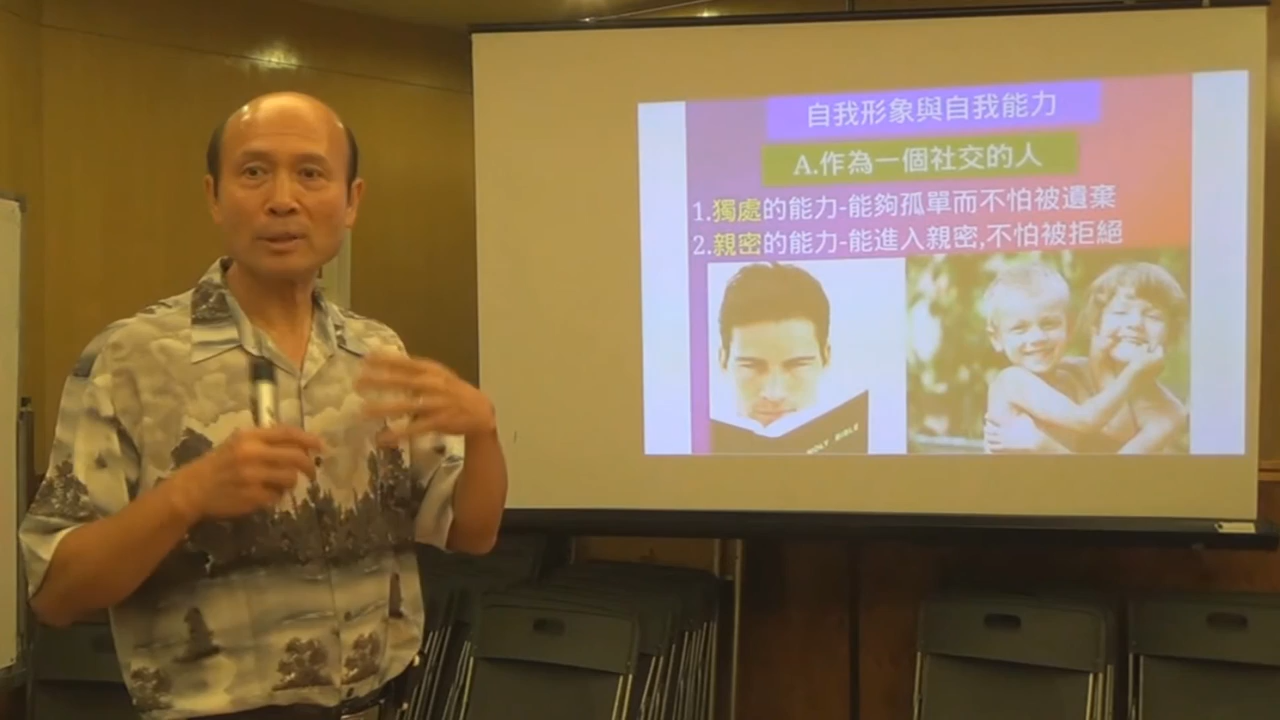 自我形象與自我能力
A.作為一個社交的人
1.獨處的能力-能夠孤單而不怕被遺棄
2.親密的能力-能進入親密,不怕被拒絕
HOLY BIBLE